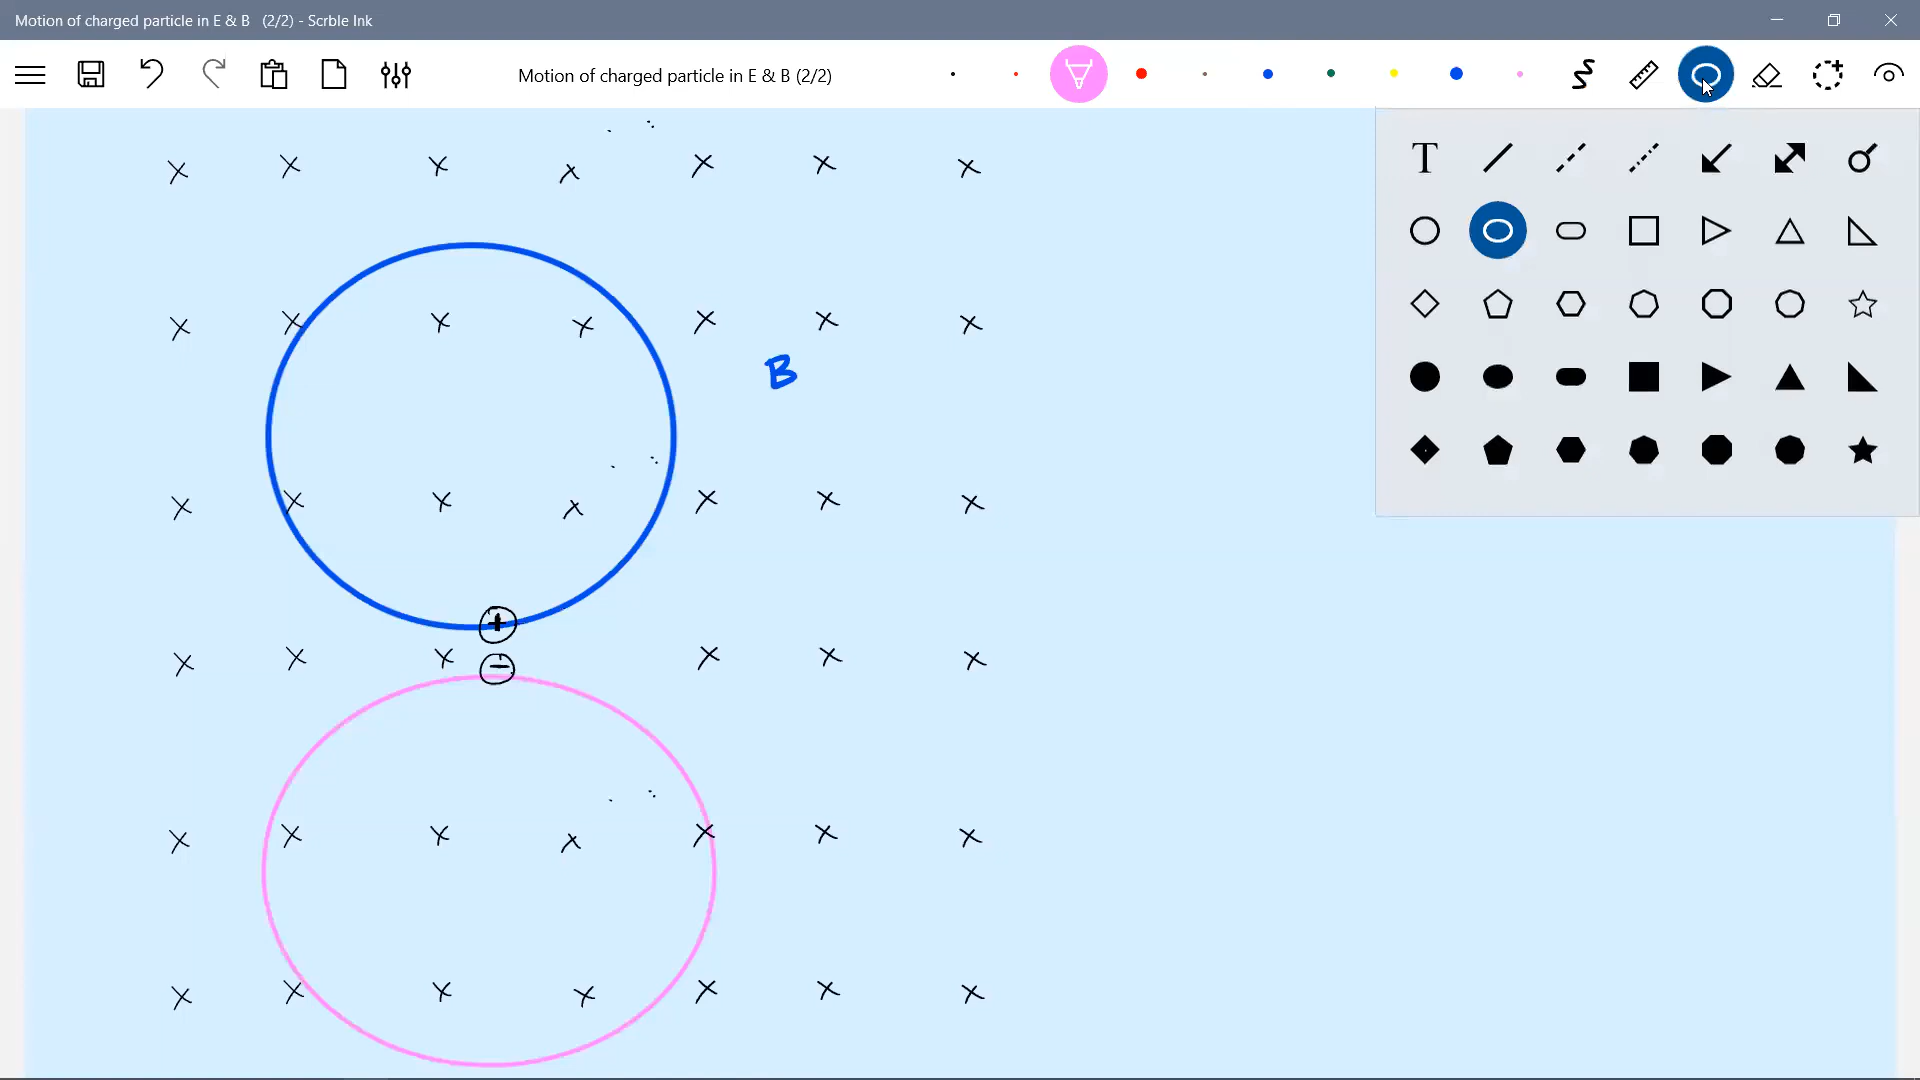 Motion of charged particle in E & B (2/2) - Scrble Ink
Motion of charged particle in E & B (2/2)
T
x x x x x x x
x x x x x x x
B
x x x x x x x
+
x x x x x x
−
x x x x x x x
x x x x x x x